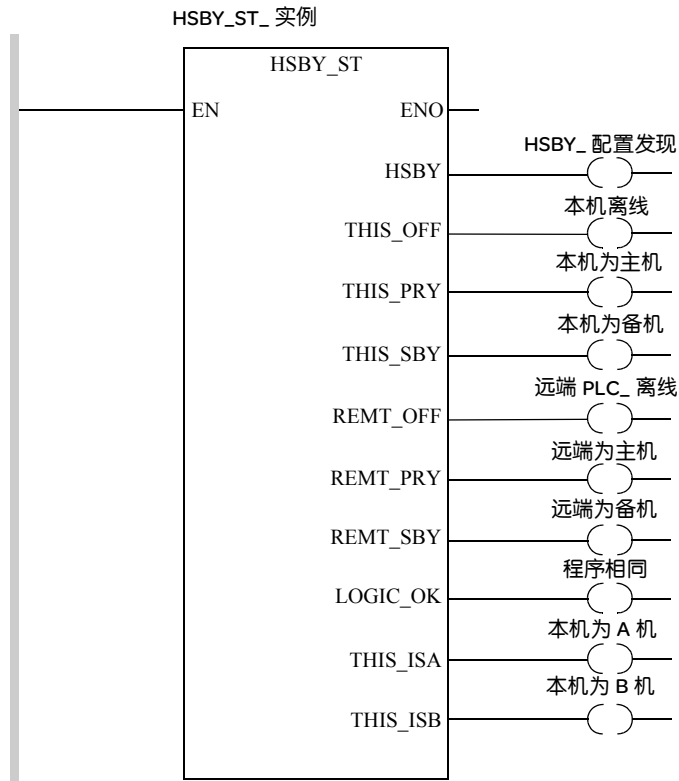 HSBY_ST_ 实例
HSBY_ST
EN ENO
HSBY_ 配置发现
HSBY
本机离线
THIS_OFF
本机为主机
THIS_PRY
本机为备机
THIS_SBY
远端 PLC_ 离线
REMT_OFF
远端为主机
REMT_PRY
远端为备机
REMT_SBY
程序相同
LOGIC_OK
本机为 A 机
THIS_ISA
本机为 B 机
THIS_ISB